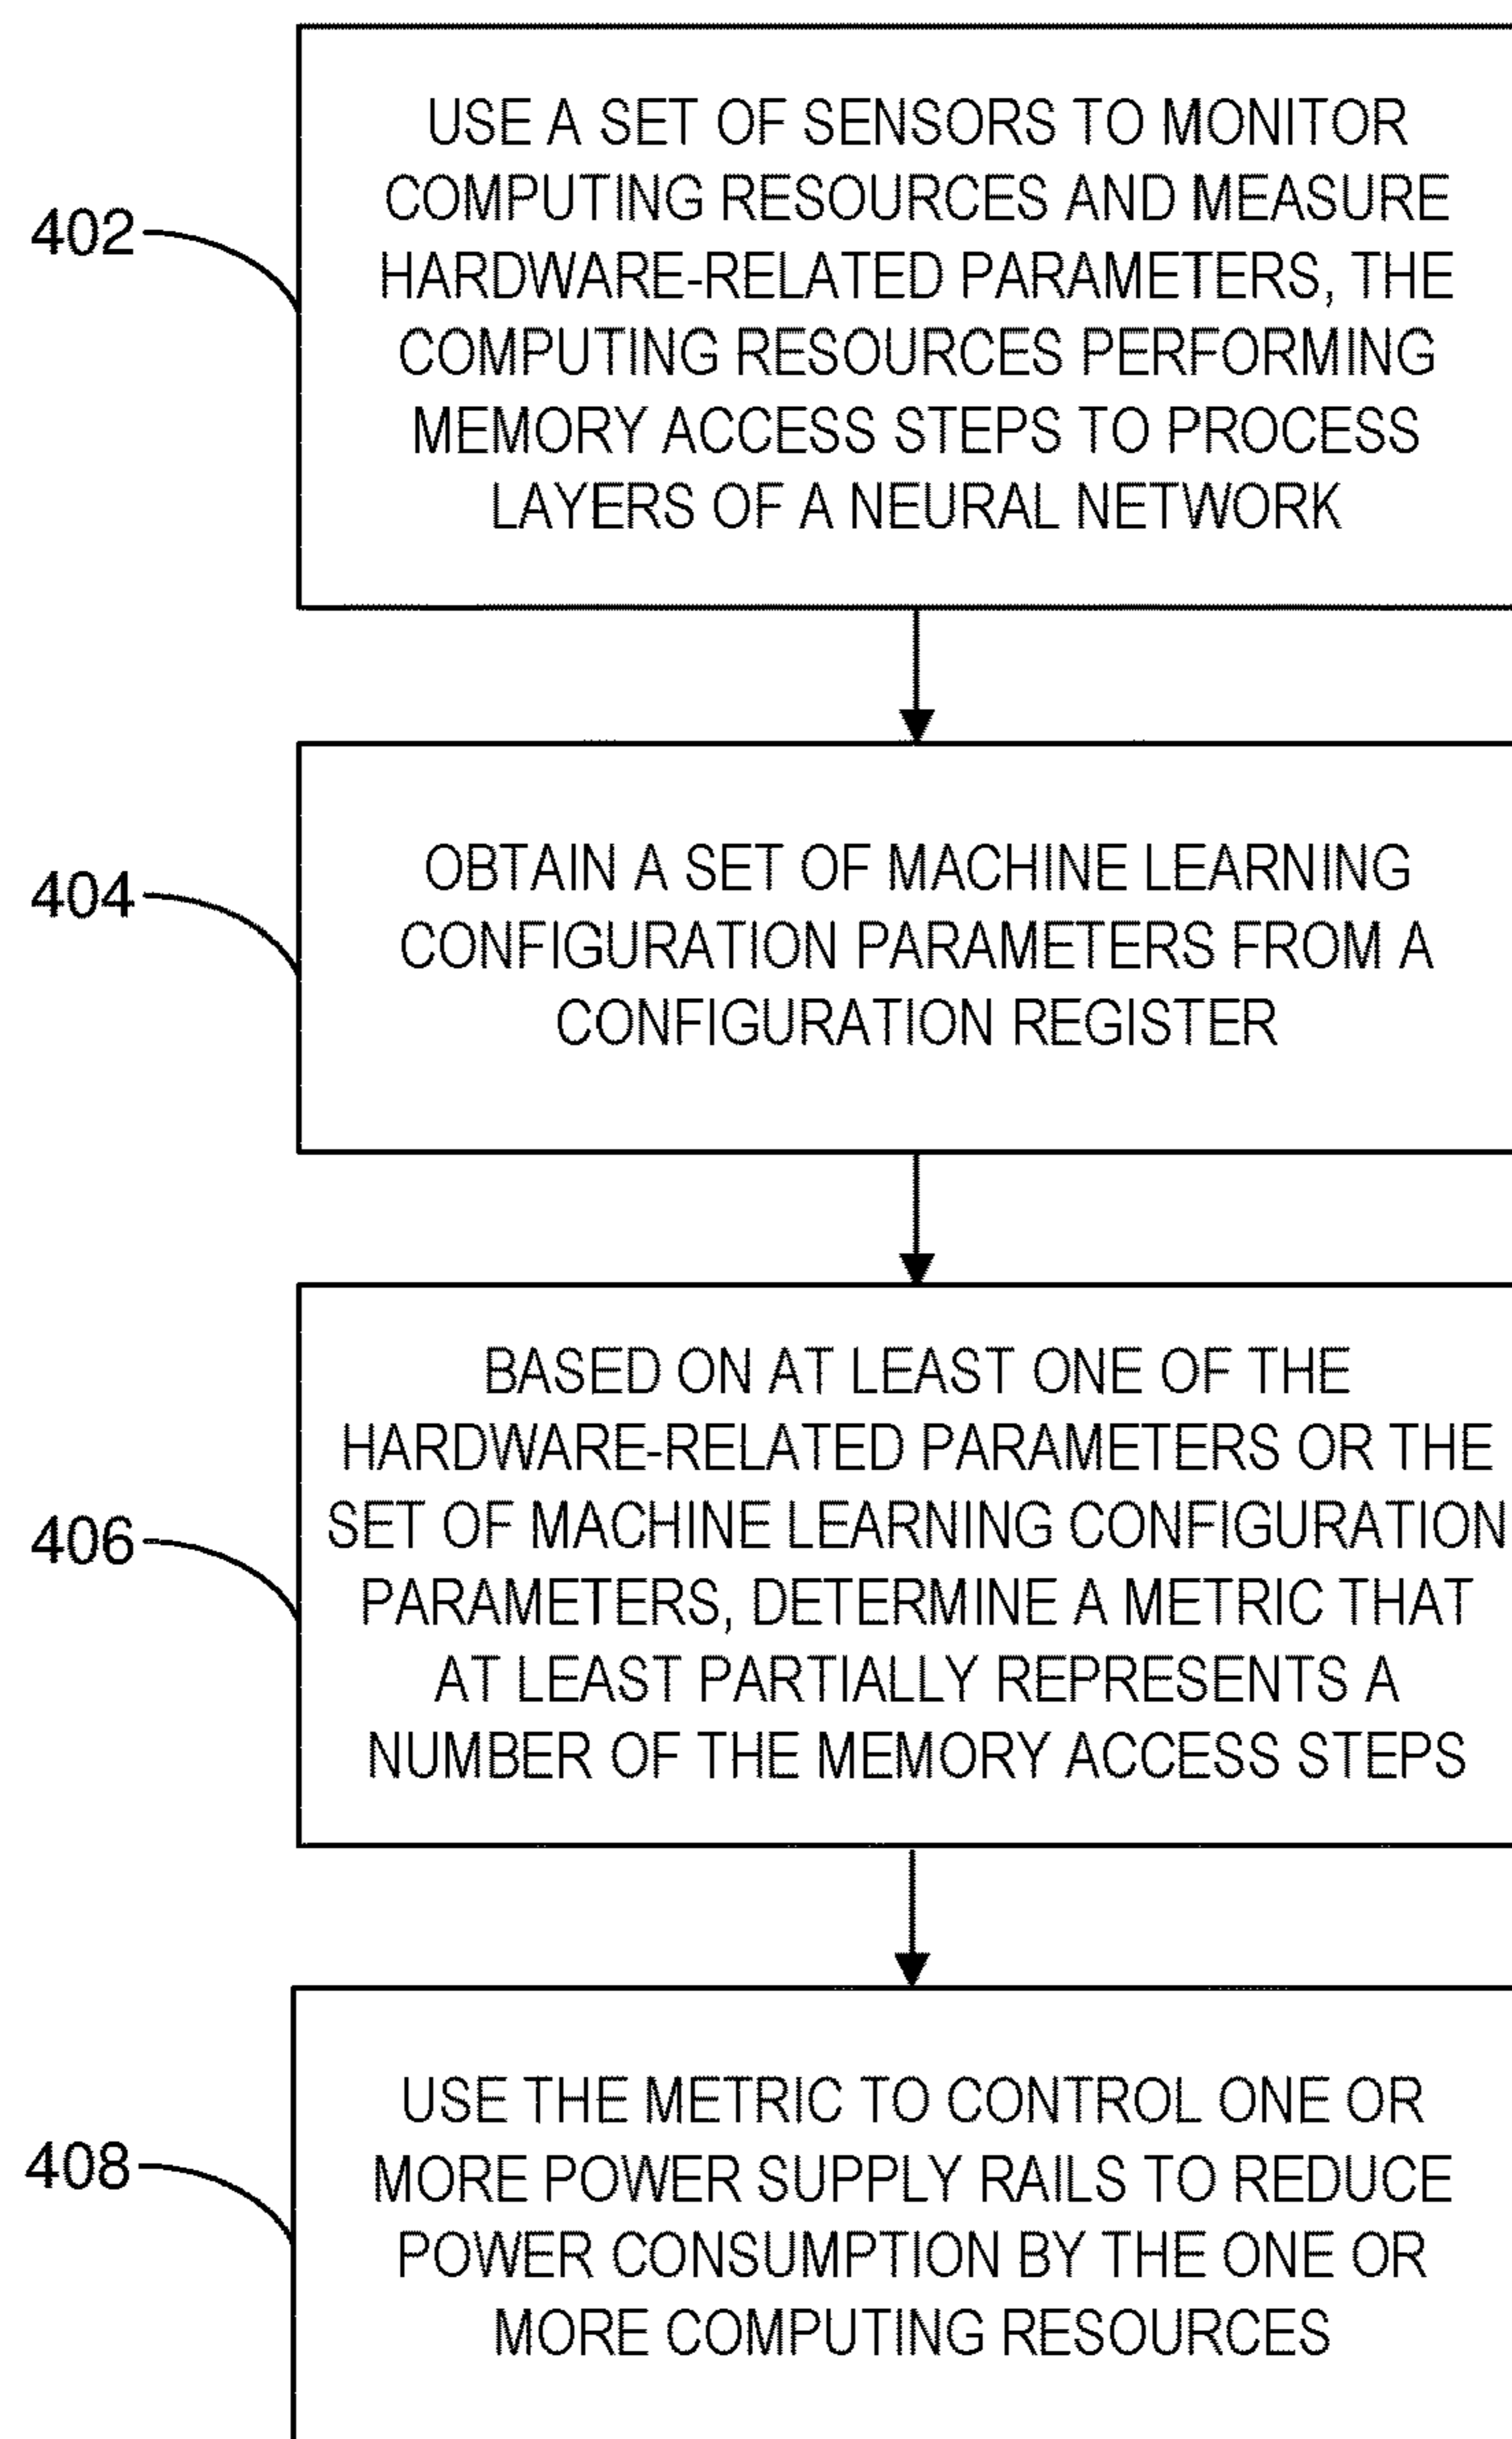 USE A SET OF SENSORS TO MONITOR
COMPUTING RESOURCES AND MEASURE
HARDWARE-RELATED PARAMETERS, THE
COMPUTING RESOURCES PERFORMING
MEMORY ACCESS STEPS TO PROCESS
LAYERS OF A NEURAL NETWORK
402
OBTAIN A SET OF MACHINE LEARNING
CONFIGURATION PARAMETERS FROM A
CONFIGURATION REGISTER
404
BASED ON AT LEAST ONE OF THE
HARDWARE-RELATED PARAMETERS OR THE
SET OF MACHINE LEARNING CONFIGURATION
PARAMETERS, DETERMINE A METRIC THAT
AT LEAST PARTIALLY REPRESENTS A
NUMBER OF THE MEMORY ACCESS STEPS
406
USE THE METRIC TO CONTROL ONE OR
MORE POWER SUPPLY RAILS TO REDUCE
POWER CONSUMPTION BY THE ONE OR
MORE COMPUTING RESOURCES
408